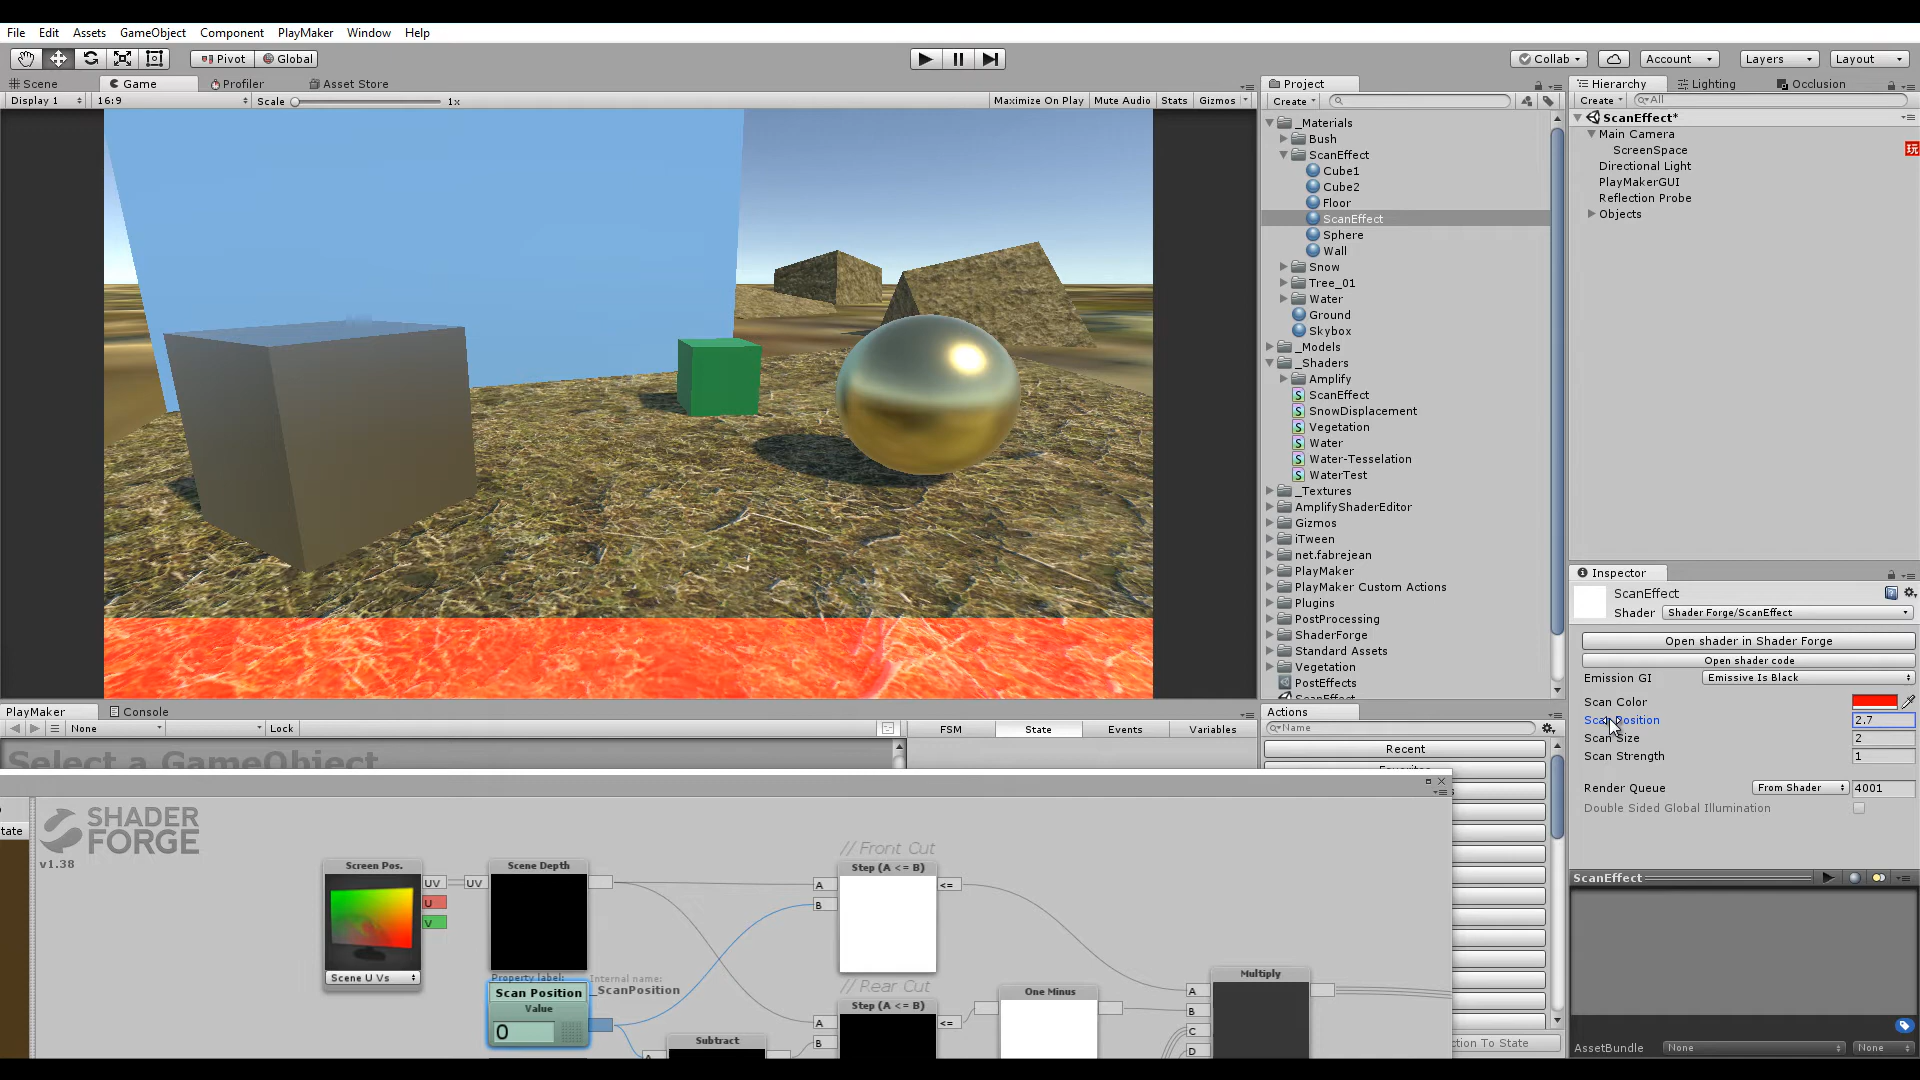 File Edit Assets GameObject Component PlayMaker Window Help
Pivot Global Collab Account Layers Layout
Scene Game Profiler Asset Store
Display 1 16:9 Scale 1x Maximize On Play Mute Audio Stats Gizmos
Project
Create
_Materials
Bush
ScanEffect
Cube1
Cube2
Floor
ScanEffect
Sphere
Wall
Snow
Tree_01
Water
Ground
Skybox
_Models
_Shaders
Amplify
ScanEffect
SnowDisplacement
Vegetation
Water
Water-Tesselation
WaterTest
_Textures
AmplifyShaderEditor
Gizmos
iTween
net.fabrejean
PlayMaker
PlayMaker Custom Actions
Plugins
PostProcessing
ShaderForge
Standard Assets
Vegetation
PostEffects
ScanEffect
Hierarchy Lighting Occlusion
Create All
ScanEffect*
Main Camera
ScreenSpace
玩
Directional Light
PlayMakerGUI
Reflection Probe
Objects
Inspector
ScanEffect
Shader Shader Forge/ScanEffect
Open shader in Shader Forge
Open shader code
Emission GI Emissive Is Black
Scan Color
Scan Position 2.7
Scan Size 2
Scan Strength 1
Render Queue From Shader 4001
Double Sided Global Illumination
ScanEffect
AssetBundle None None
PlayMaker Console
None Lock FSM State Events Variables
Select a GameObject
Actions
Name
Recent
Favorites
tion To State
tate
SHADER
FORGE
v1.38
Screen Pos.
UV
U
V
Scene U Vs
Scene Depth
UV
Property label: Internal name:
Scan Position _ScanPosition
Value
0
Subtract
A
// Front Cut
Step (A <= B)
A <=
B
// Rear Cut
Step (A <= B)
A <=
B
One Minus
Multiply
A
B
C
D